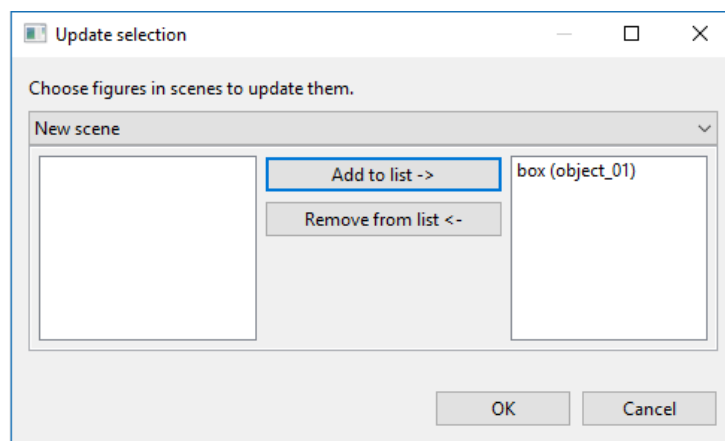 Update selection
Choose figures in scenes to update them.
New scene
Add to list ->
box (object_01)
Remove from list <-
OK
Cancel